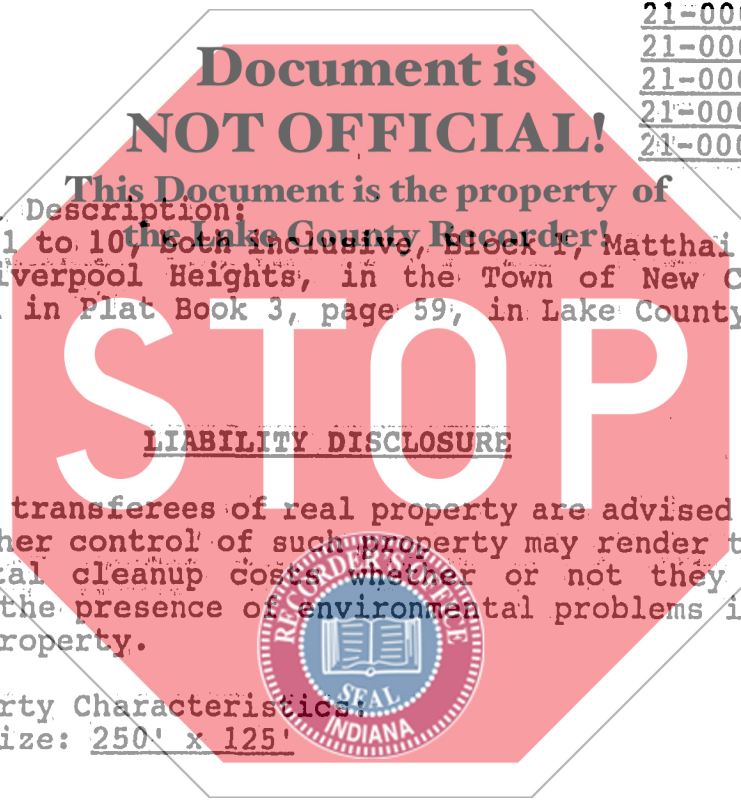 21-000
21-000
21-000
21-000
21-000
Document is
NOT OFFICIAL!
This Document is the property of
the Lake County Recorder!
Description:
1 to 10, both inclusive, Block 1, Matthai
iverpool Heights, in the Town of New C
in Plat Book 3, page 59, in Lake County
STOP
LIABILITY DISCLOSURE
transferees of real property are advised
her control of such property may render t
tal cleanup costs whether or not they
the presence of environmental problems i
roperty.
RECORDER'S OFFICE
SEAL
INDIANA
rty Characteristics:
ize: 250' x 125'